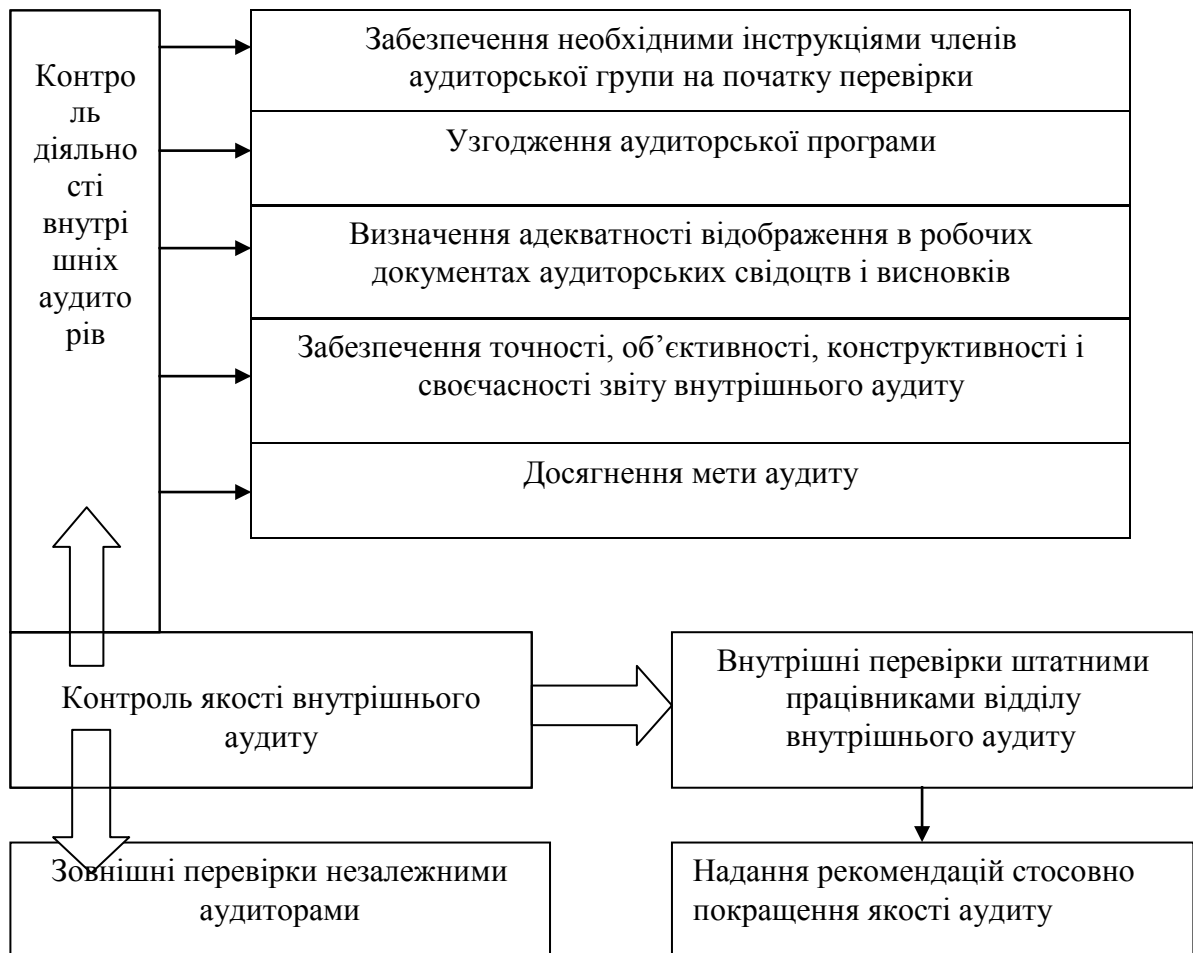 Контро
ль
діяльно
сті
внутрі
шніх
аудито
рів
Забезпечення необхідними інструкціями членів
аудиторської групи на початку перевірки
Узгодження аудиторської програми
Визначення адекватності відображення в робочих
документах аудиторських свідоцтв і висновків
Забезпечення точності, об’єктивності, конструктивності і
своєчасності звіту внутрішнього аудиту
Досягнення мети аудиту
Контроль якості внутрішнього
аудиту
Внутрішні перевірки штатними
працівниками відділу
внутрішнього аудиту
Зовнішні перевірки незалежними
аудиторами
Надання рекомендацій стосовно
покращення якості аудиту